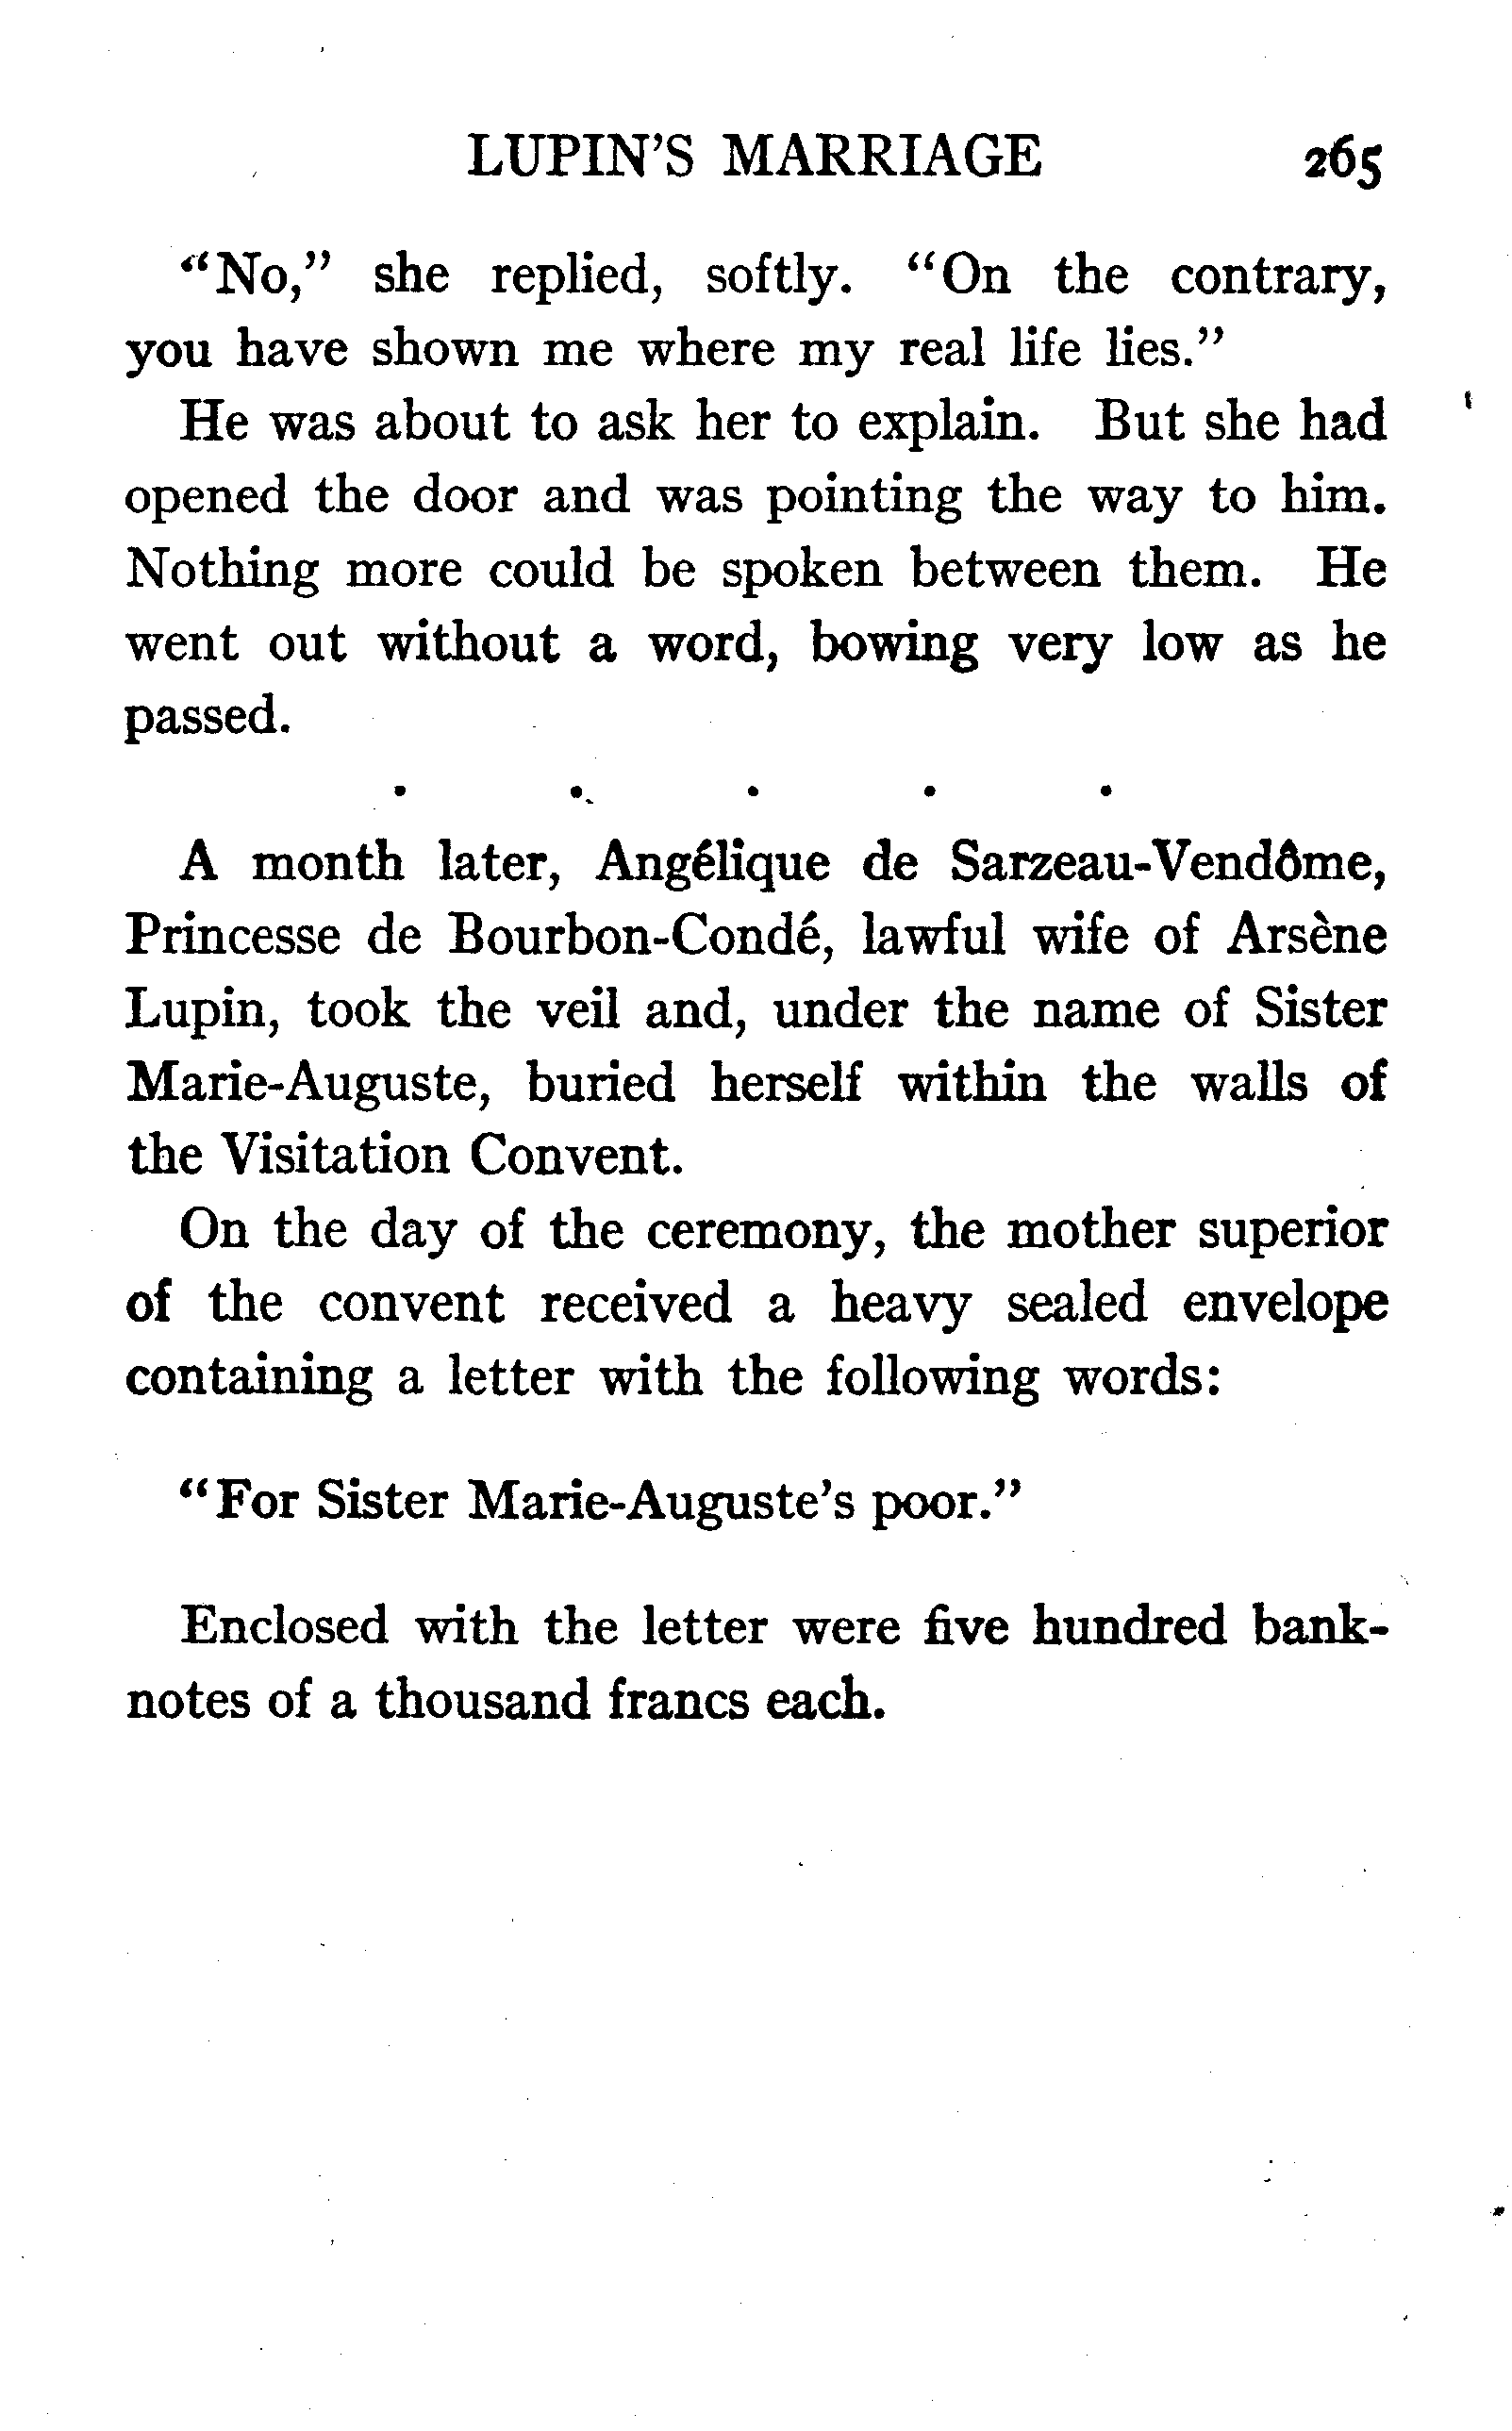 LUPIN'S MARRIAGE 265
"No," she replied, softly. "On the contrary,
you have shown me where my real life lies."
He was about to ask her to explain. But she had
opened the door and was pointing the way to him.
Nothing more could be spoken between them. He
went out without a word, bowing very low as he
passed.
. . . . .
A month later, Angélique de Sarzeau-Vendôme,
Princesse de Bourbon-Condé, lawful wife of Arsène
Lupin, took the veil and, under the name of Sister
Marie-Auguste, buried herself within the walls of
the Visitation Convent.
On the day of the ceremony, the mother superior
of the convent received a heavy sealed envelope
containing a letter with the following words:
"For Sister Marie-Auguste's poor."
Enclosed with the letter were five hundred bank-
notes of a thousand francs each.